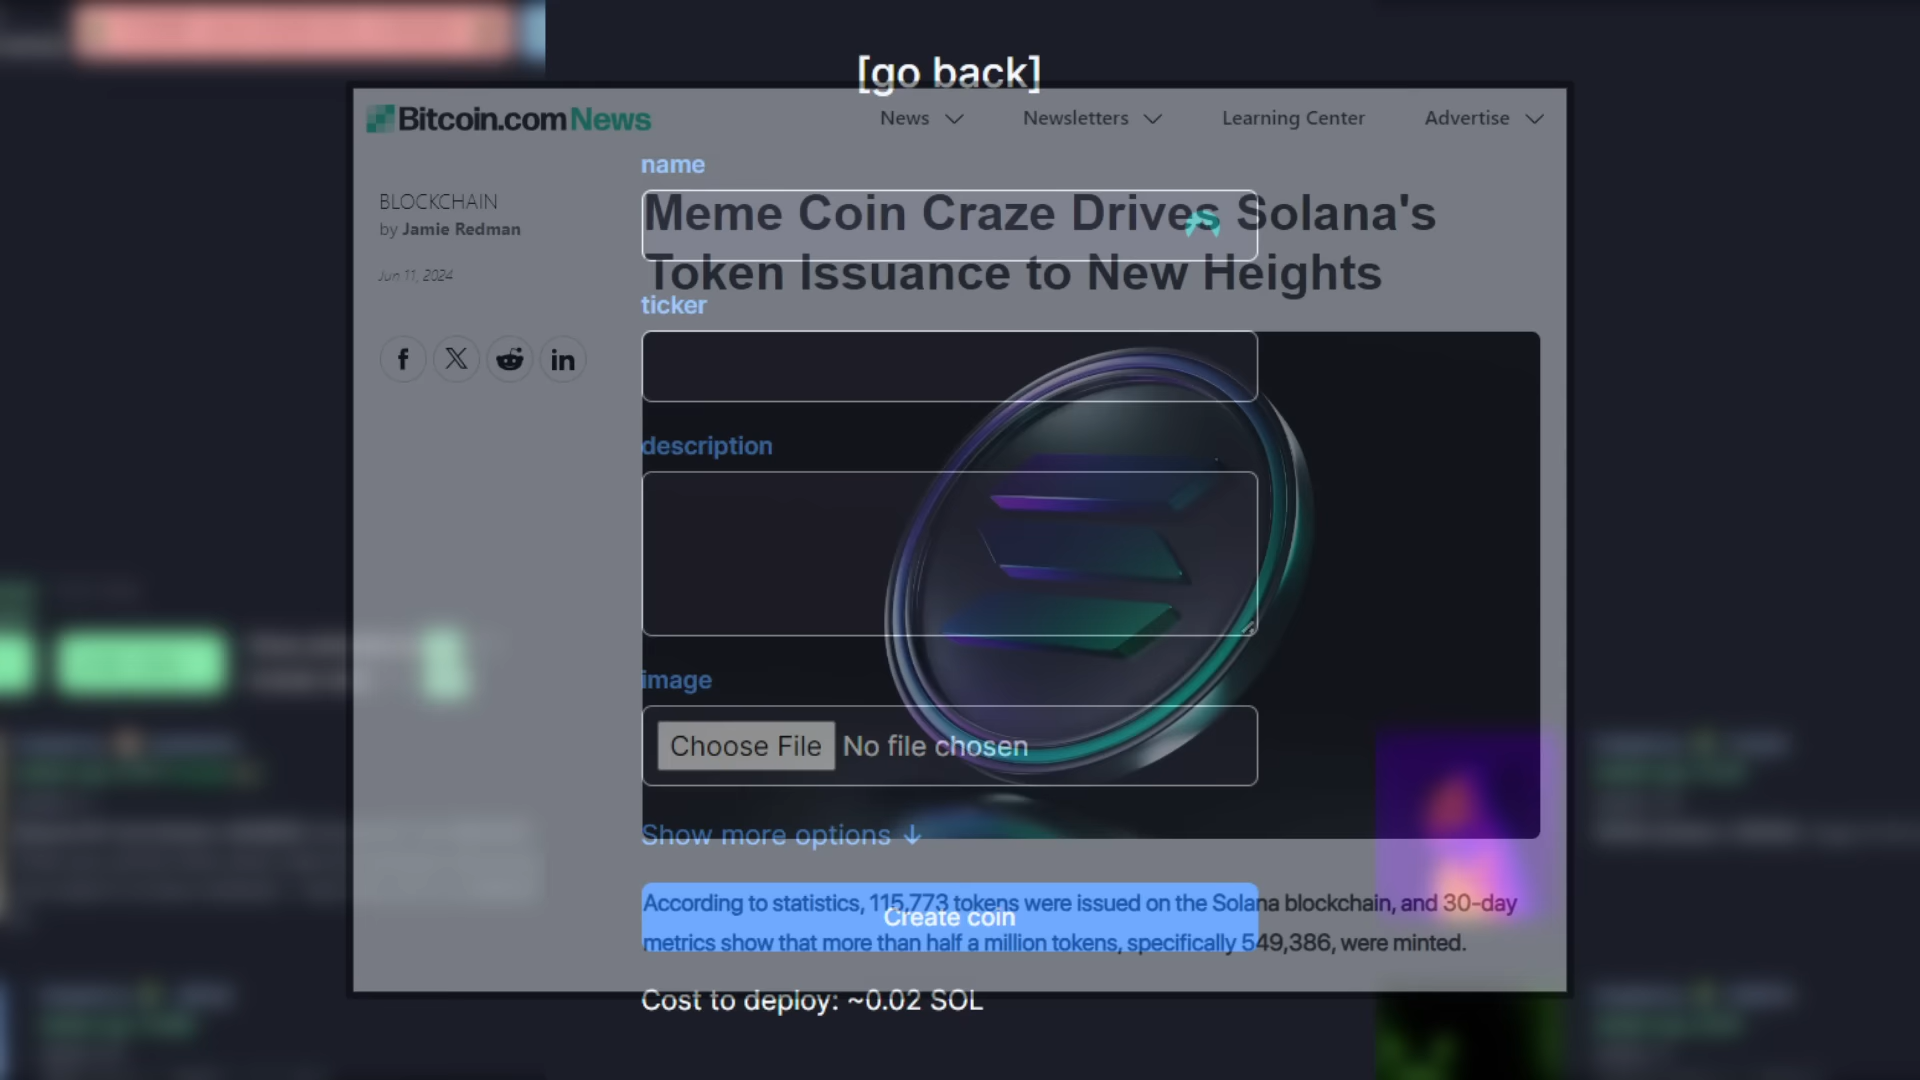 [go back]
Bitcoin.com News
News
Newsletters
Learning Center
Advertise
name
BLOCKCHAIN
by Jamie Redman
Jun 11, 2024
Meme Coin Craze Drives Solana's
Token Issuance to New Heights
ticker
description
image
Choose File No file chosen
Show more options ↓
According to statistics, 115,773 tokens were issued on the Solana blockchain, and 30-day
metrics show that more than half a million tokens, specifically 549,386, were minted.
Create coin
Cost to deploy: ~0.02 SOL